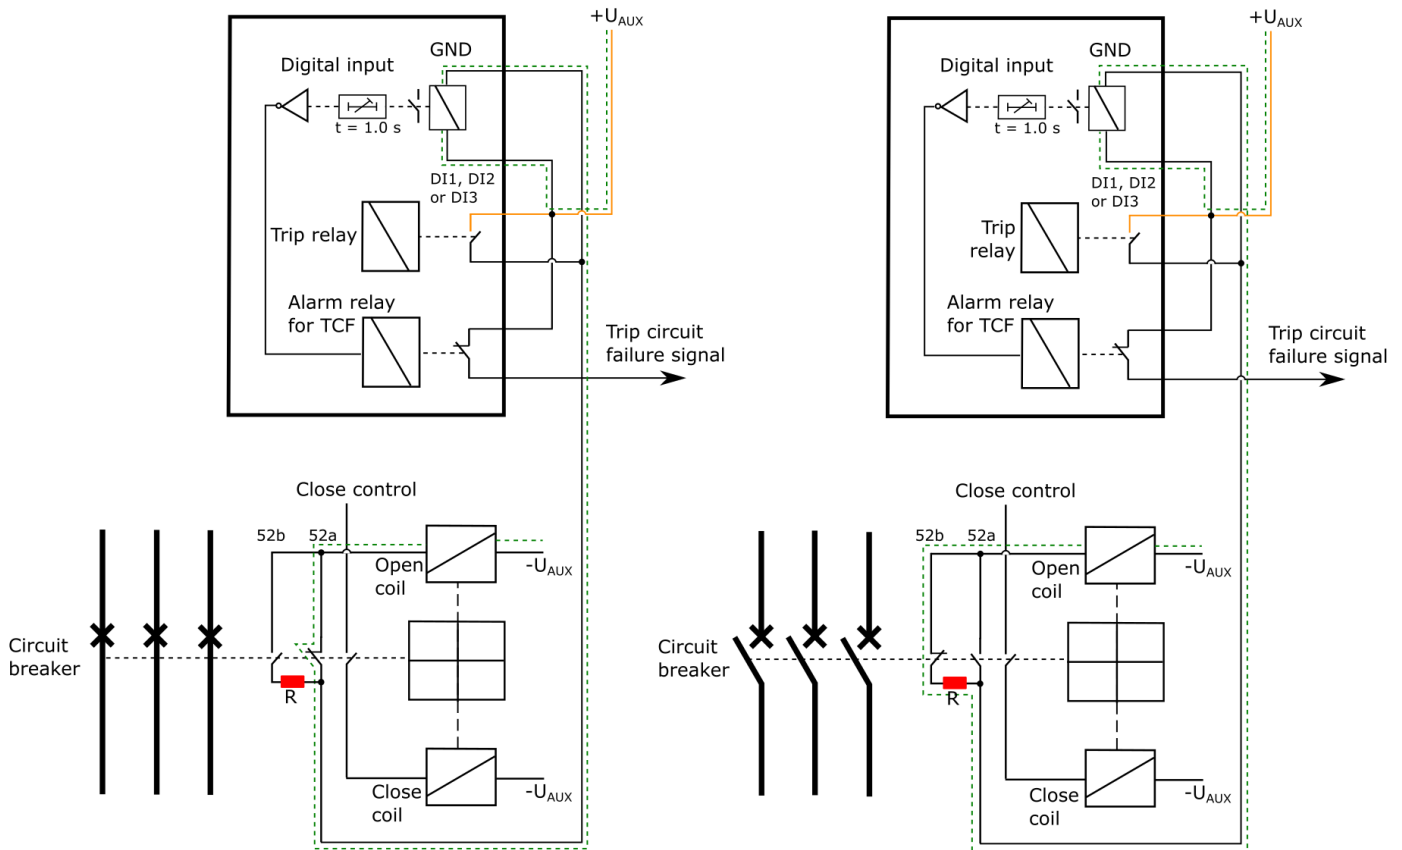 +UAUX
GND
Digital input
t = 1.0 s
DI1, DI2
or DI3
Trip relay
Alarm relay
for TCF
Trip circuit
failure signal
Close control
52b
52a
Open
coil
-UAUX
Circuit
breaker
R
Close
coil
-UAUX
+UAUX
GND
Digital input
t = 1.0 s
DI1, DI2
or DI3
Trip
relay
Alarm relay
for TCF
Trip circuit
failure signal
Close control
52b
52a
Open
coil
-UAUX
Circuit
breaker
R
Close
coil
-UAUX